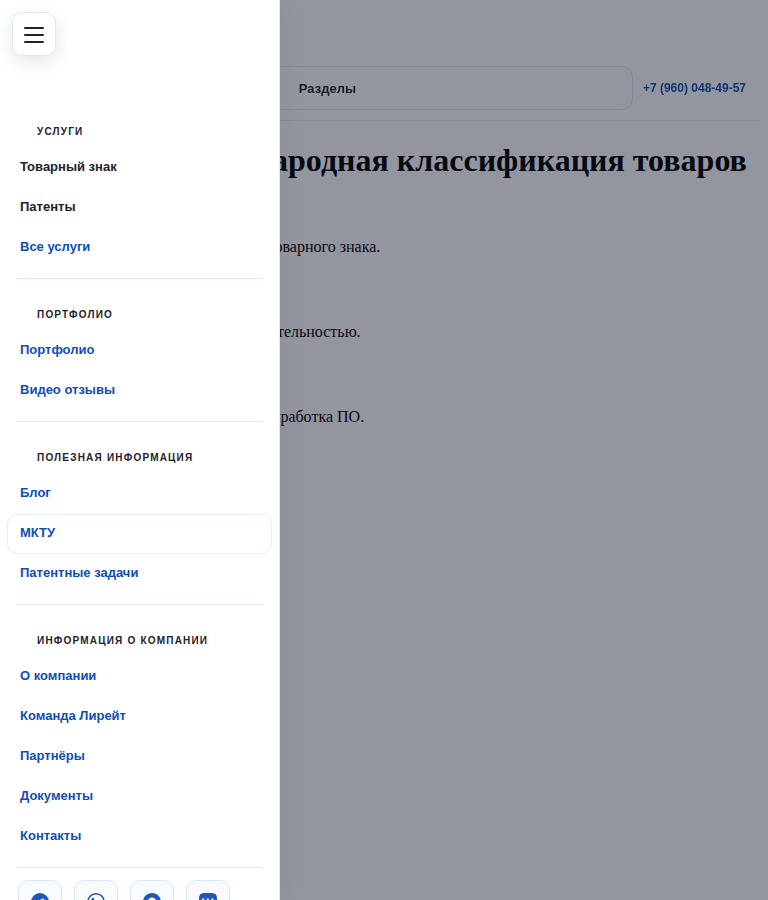 Разделы
+7 (960) 048-49-57
УСЛУГИ
Товарный знак
Патенты
Все услуги
ПОРТФОЛИО
Портфолио
Видео отзывы
ПОЛЕЗНАЯ ИНФОРМАЦИЯ
Блог
МКТУ
Патентные задачи
ИНФОРМАЦИЯ О КОМПАНИИ
О компании
Команда Лирейт
Партнёры
Документы
Контакты
ародная классификация товаров
оварного знака.
тельностью.
работка ПО.